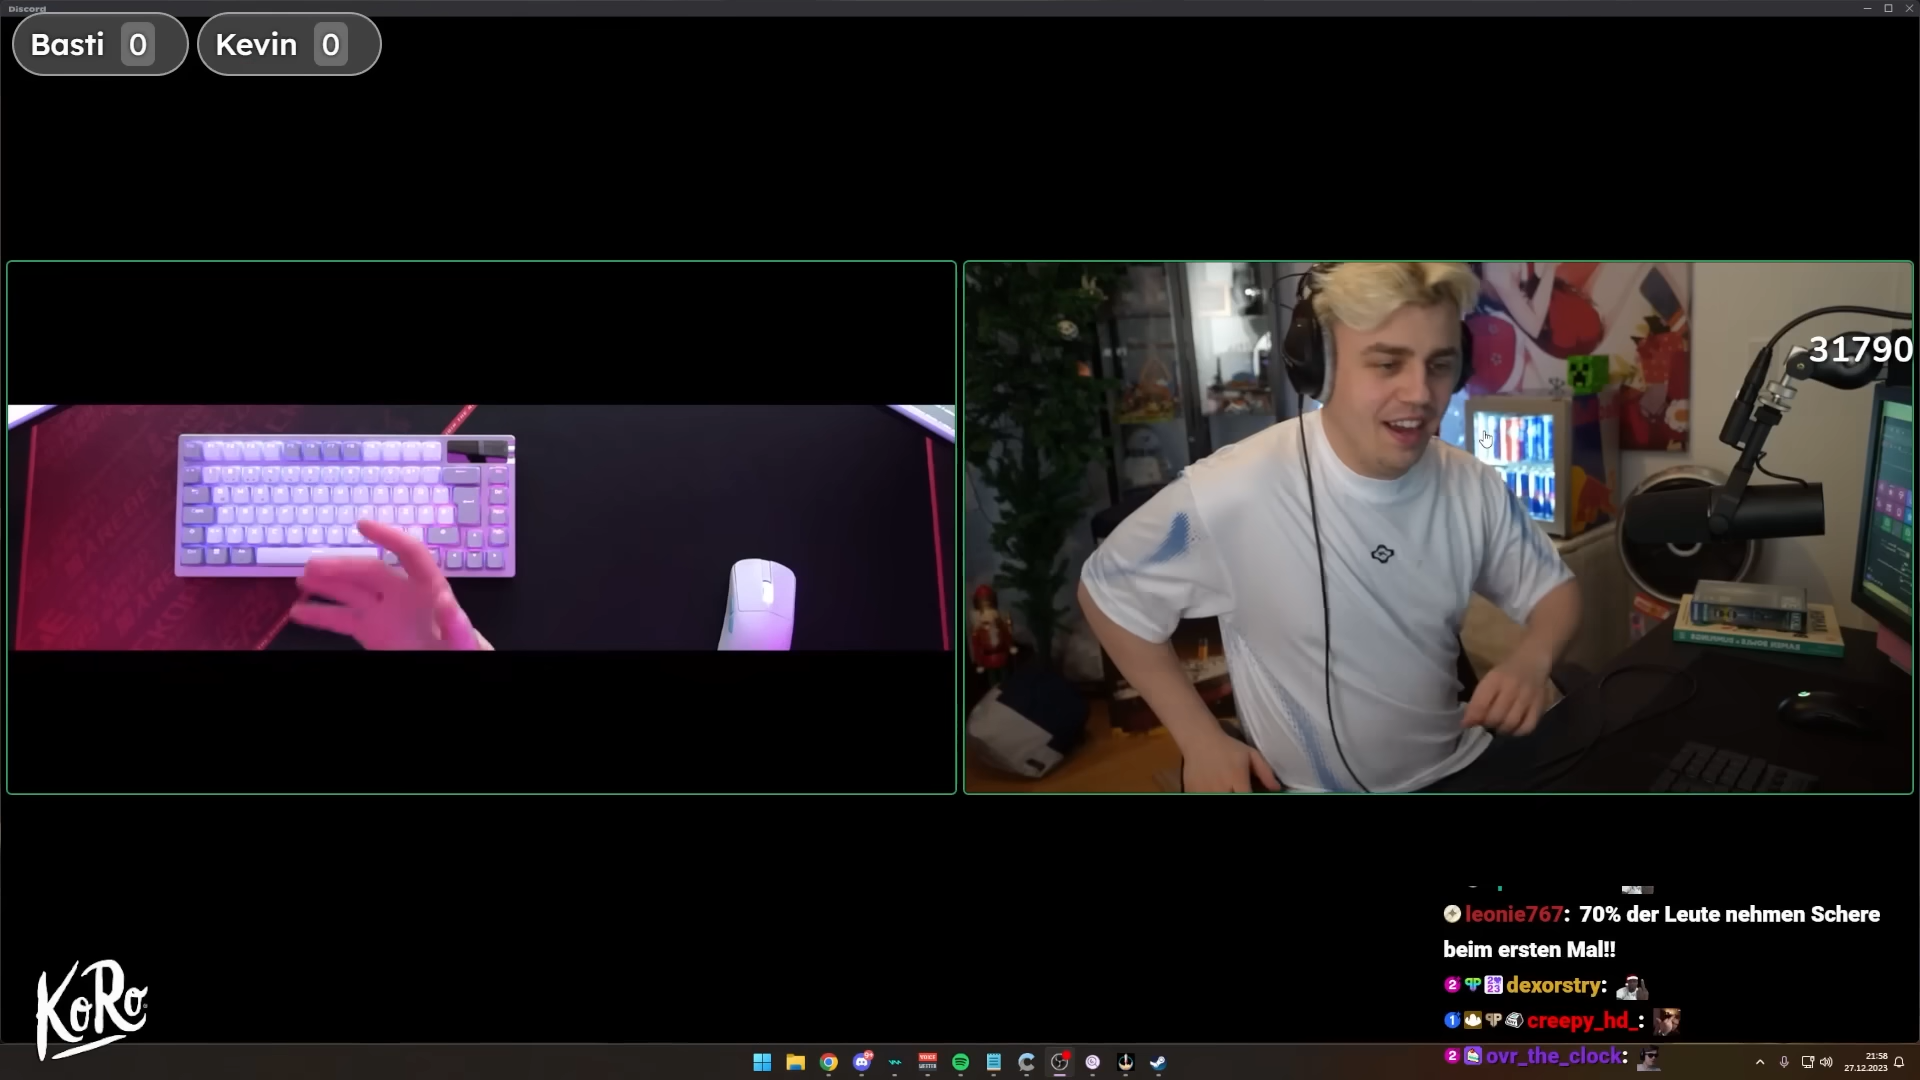 Discord
Basti 0
Kevin 0
31790
leonie767: 70% der Leute nehmen Schere
beim ersten Mal!!
dexorstry:
creepy_hd_:
ovr_the_clock:
KoRo
21:58
27.12.2023